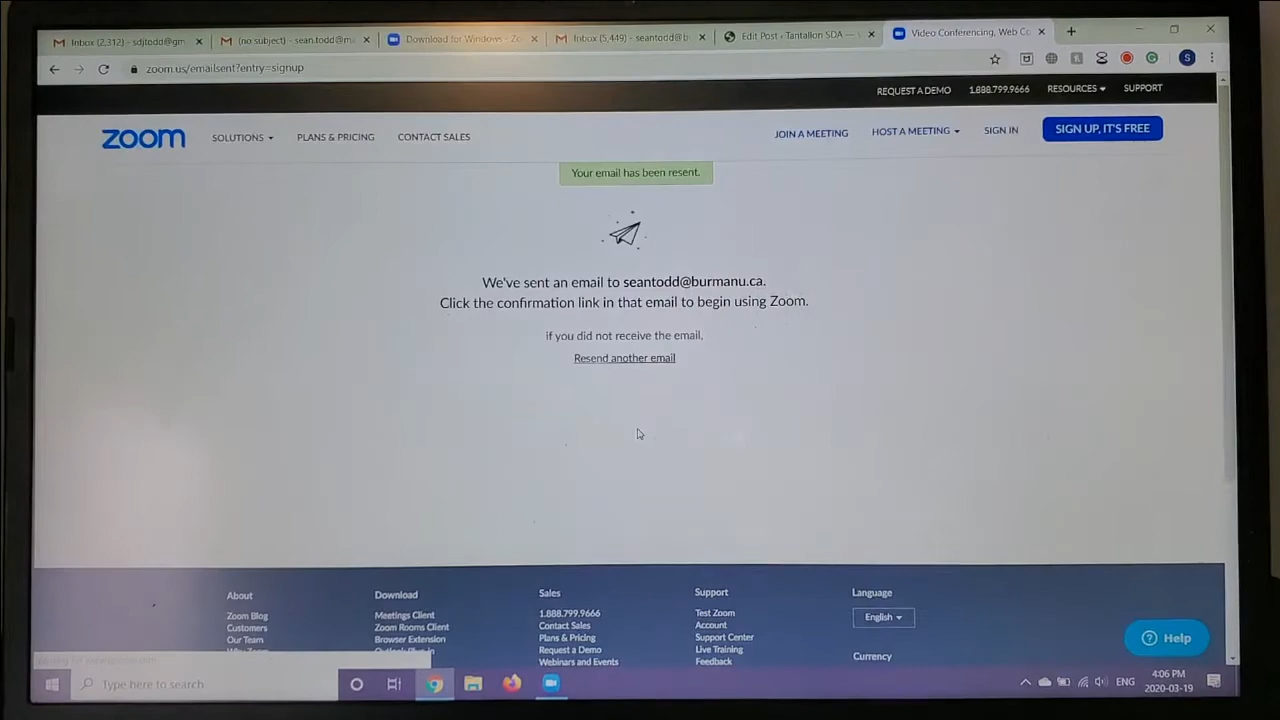 Inbox (2,312) - sdjtodd@gm
(no subject) - sean.todd@m
Download for Windows - Zo
Inbox (5,449) - seantodd@b
Edit Post ‹ Tantallon SDA —
Video Conferencing, Web Co
zoom.us/emailsent?entry=signup
S
REQUEST A DEMO 1.888.799.9666 RESOURCES SUPPORT
zoom SOLUTIONS PLANS & PRICING CONTACT SALES JOIN A MEETING HOST A MEETING SIGN IN SIGN UP, IT'S FREE
Your email has been resent.
We've sent an email to seantodd@burmanu.ca.
Click the confirmation link in that email to begin using Zoom.
if you did not receive the email,
Resend another email
About
Zoom Blog
Customers
Our Team
Download
Meetings Client
Zoom Rooms Client
Browser Extension
Sales
1.888.799.9666
Contact Sales
Plans & Pricing
Request a Demo
Webinars and Events
Support
Test Zoom
Account
Support Center
Live Training
Feedback
Language
English
Currency
Help
Type here to search
ENG
4:06 PM
2020-03-19